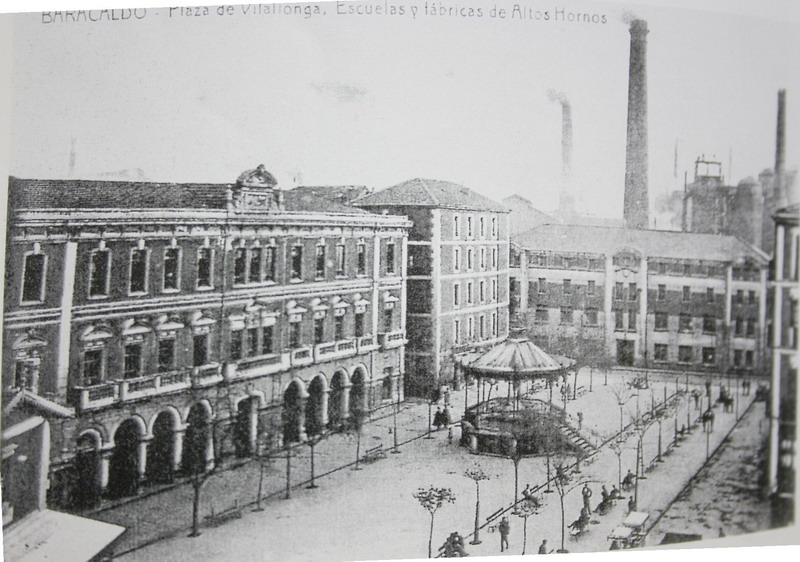 BARACALDO - Plaza de Vilallonga, Escuelas y fábricas de Altos Hornos